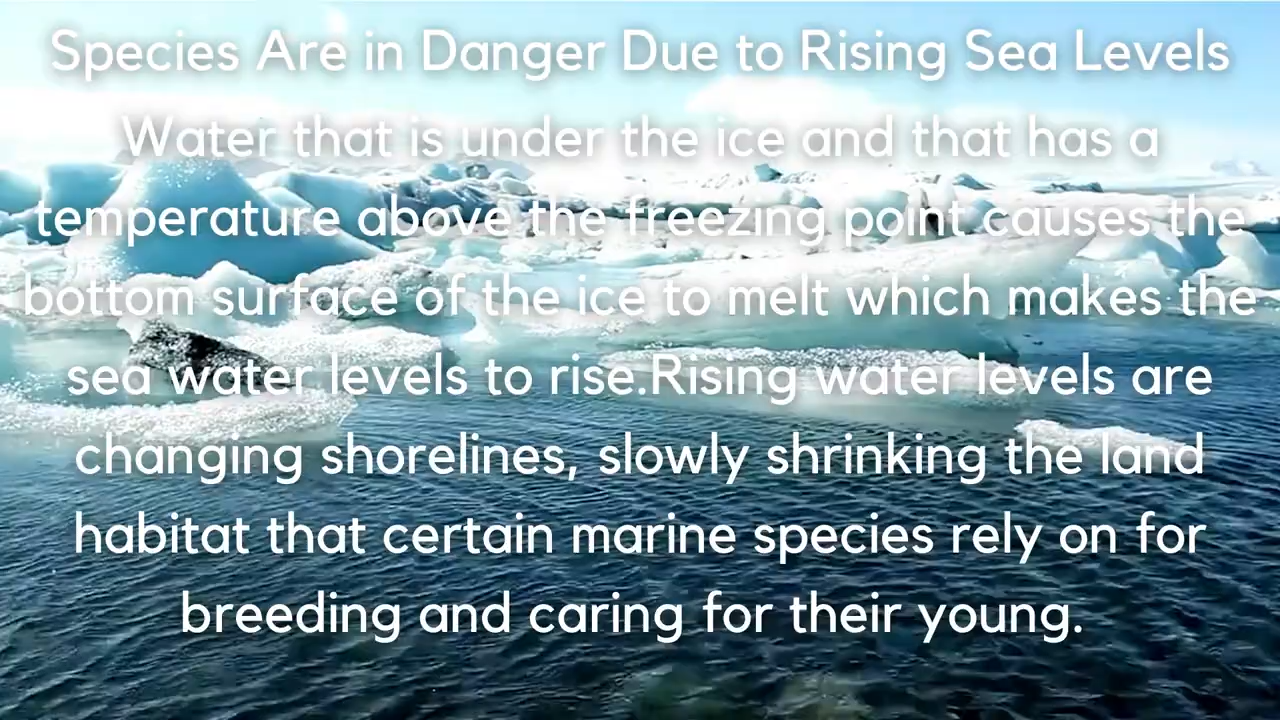 Species Are in Danger Due to Rising Sea Levels
Water that is under the ice and that has a
temperature above the freezing point causes the
bottom surface of the ice to melt which makes the
sea water levels to rise.Rising water levels are
changing shorelines, slowly shrinking the land
habitat that certain marine species rely on for
breeding and caring for their young.